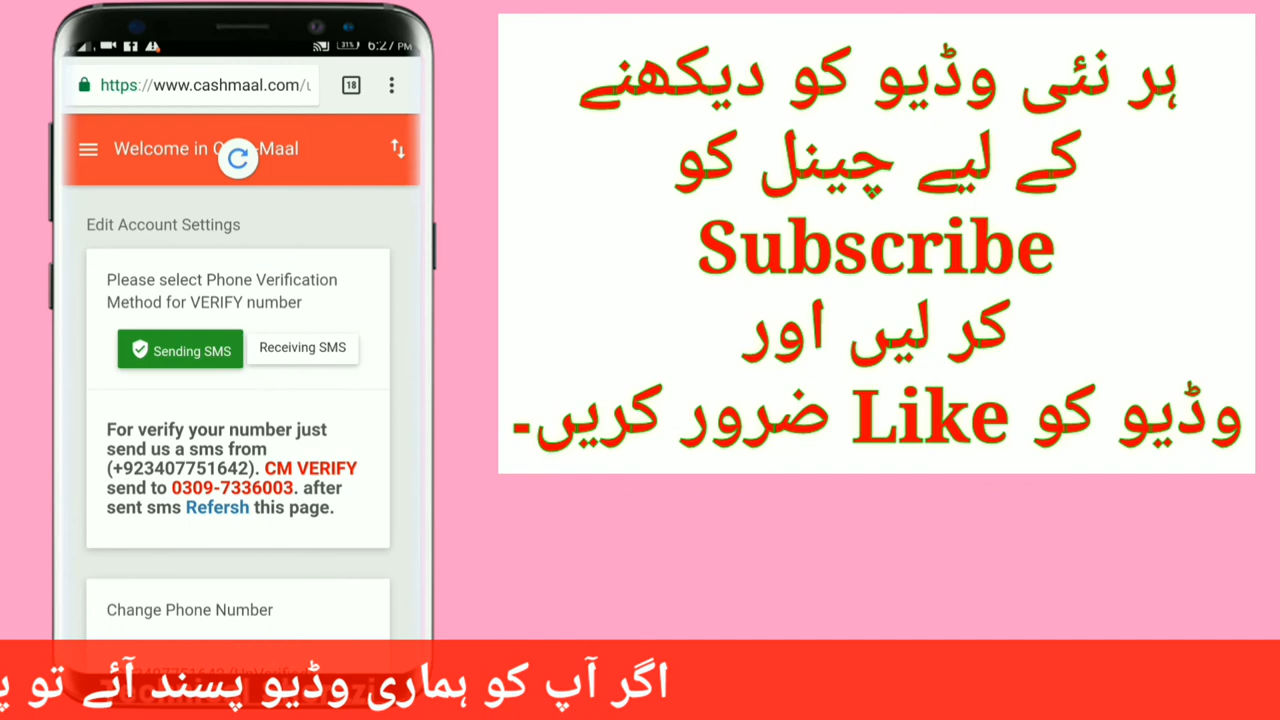 6:27 PM
https://www.cashmaal.com/u
18
Welcome in Maal
Edit Account Settings
Please select Phone Verification
Method for VERIFY number
Sending SMS
Receiving SMS
For verify your number just
send us a sms from
(+923407751642). CM VERIFY
send to 0309-7336003. after
sent sms Refersh this page.
Change Phone Number
ہر نئی وڈیو کو دیکھنے
کے لیے چینل کو
Subscribe
کر لیں اور
وڈیو کو Like ضرور کریں۔
اگر آپ کو ہماری وڈیو پسند آئے تو